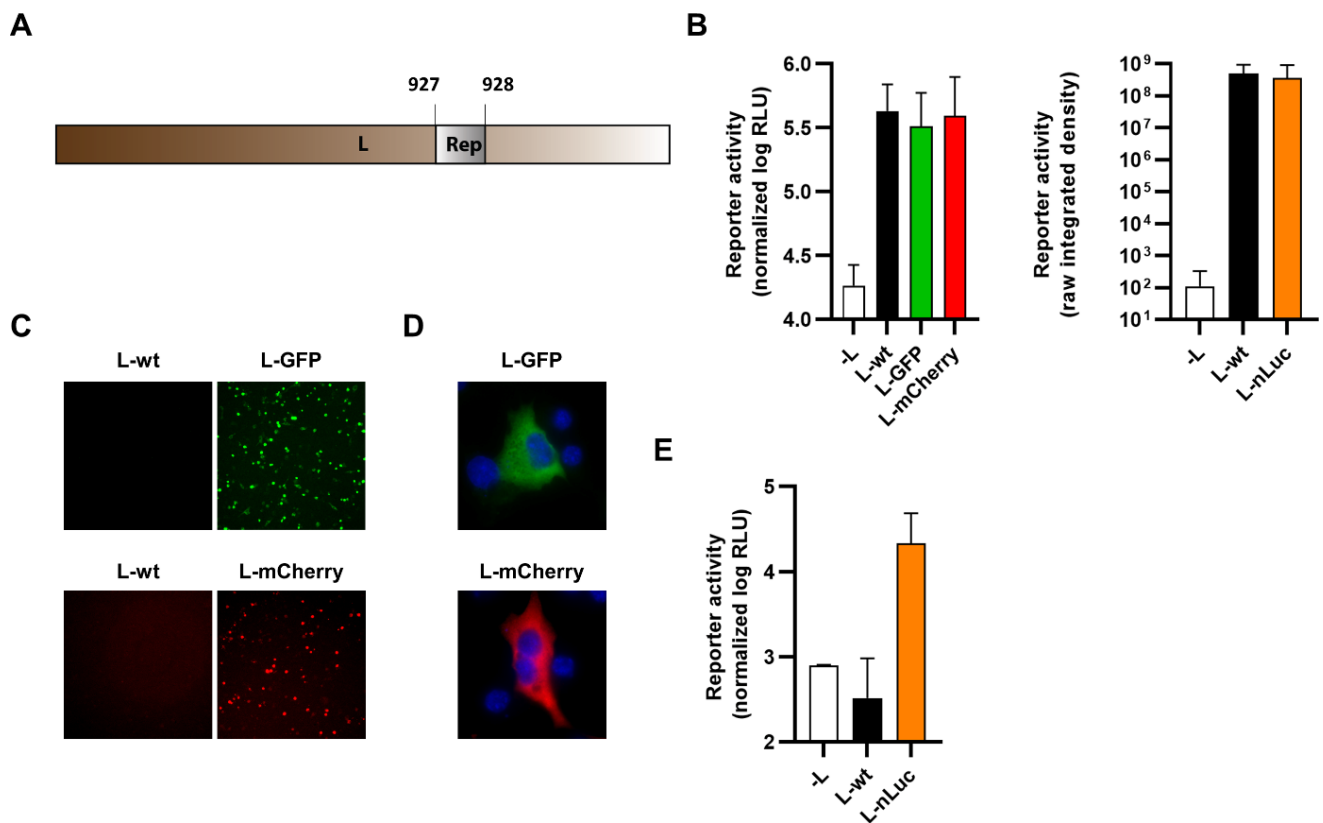 A
927
928
L
Rep
B
Reporter activity
(normalized log RLU)
6.0
5.5
5.0
4.5
4.0
-L
L-wt
L-GFP
L-mCherry
Reporter activity
(raw integrated density)
10⁹
10⁸
10⁷
10⁶
10⁵
10⁴
10³
10²
10¹
-L
L-wt
L-nLuc
C
L-wt
L-GFP
L-wt
L-mCherry
D
L-GFP
L-mCherry
E
Reporter activity
(normalized log RLU)
5
4
3
2
-L
L-wt
L-nLuc